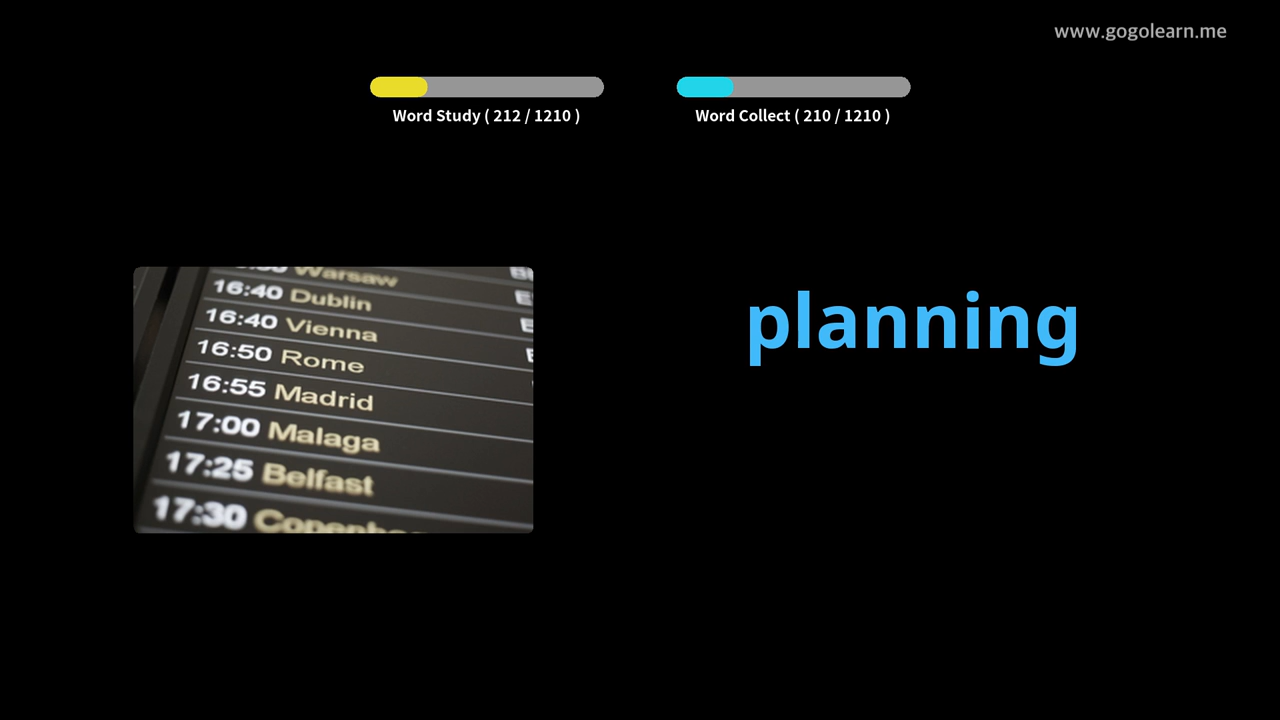 www.gogolearn.me
Word Study ( 212 / 1210 )
Word Collect ( 210 / 1210 )
Warsaw
16:40 Dublin
16:40 Vienna
16:50 Rome
16:55 Madrid
17:00 Malaga
17:25 Belfast
17:30
planning